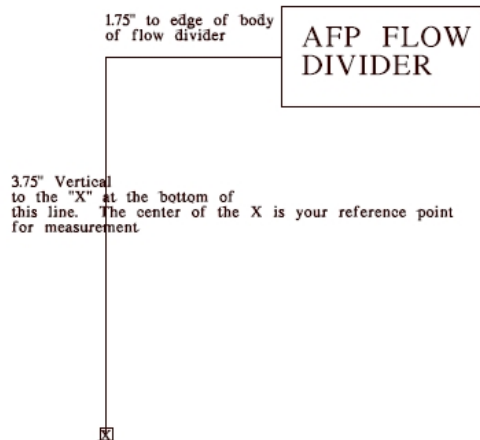 1.75" to edge of body
of flow divider
AFP FLOW
DIVIDER
3.75" Vertical
to the "X" at the bottom of
this line. The center of the X is your reference point
for measurement
X